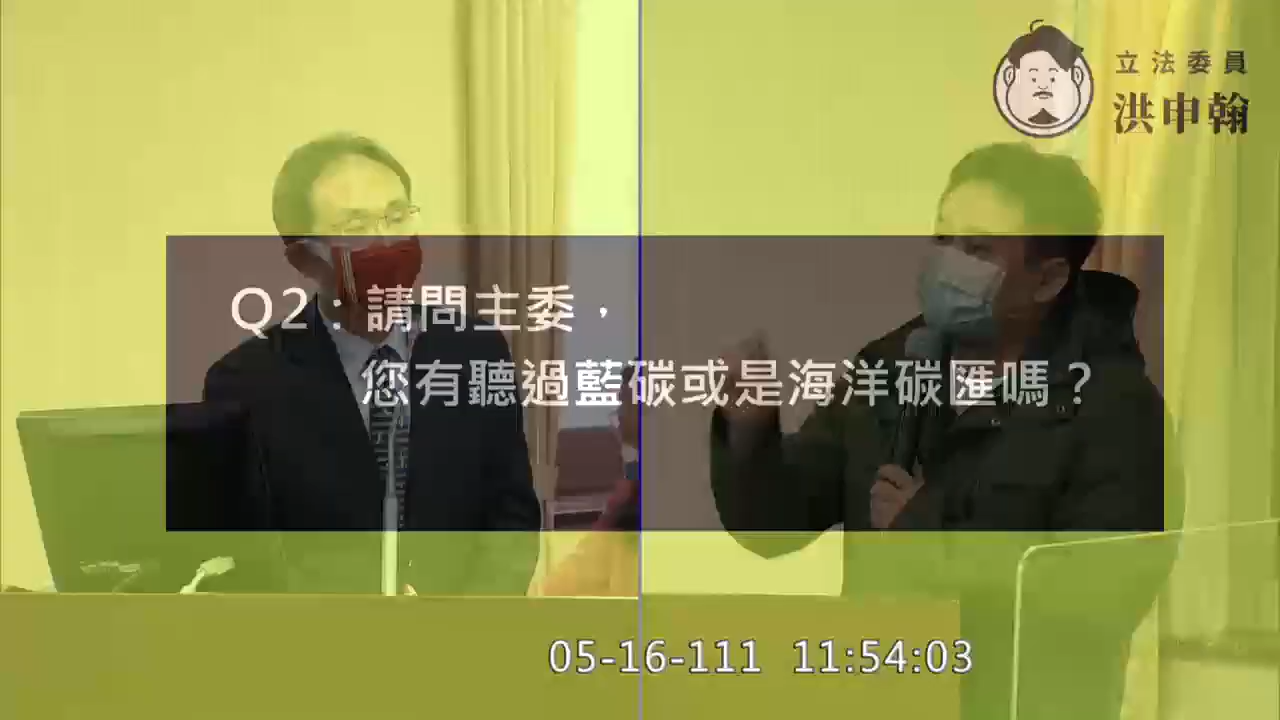 立法委員
洪申翰
Q2：請問主委，
您有聽過藍碳或是海洋碳匯嗎？
05-16-111 11:54:03